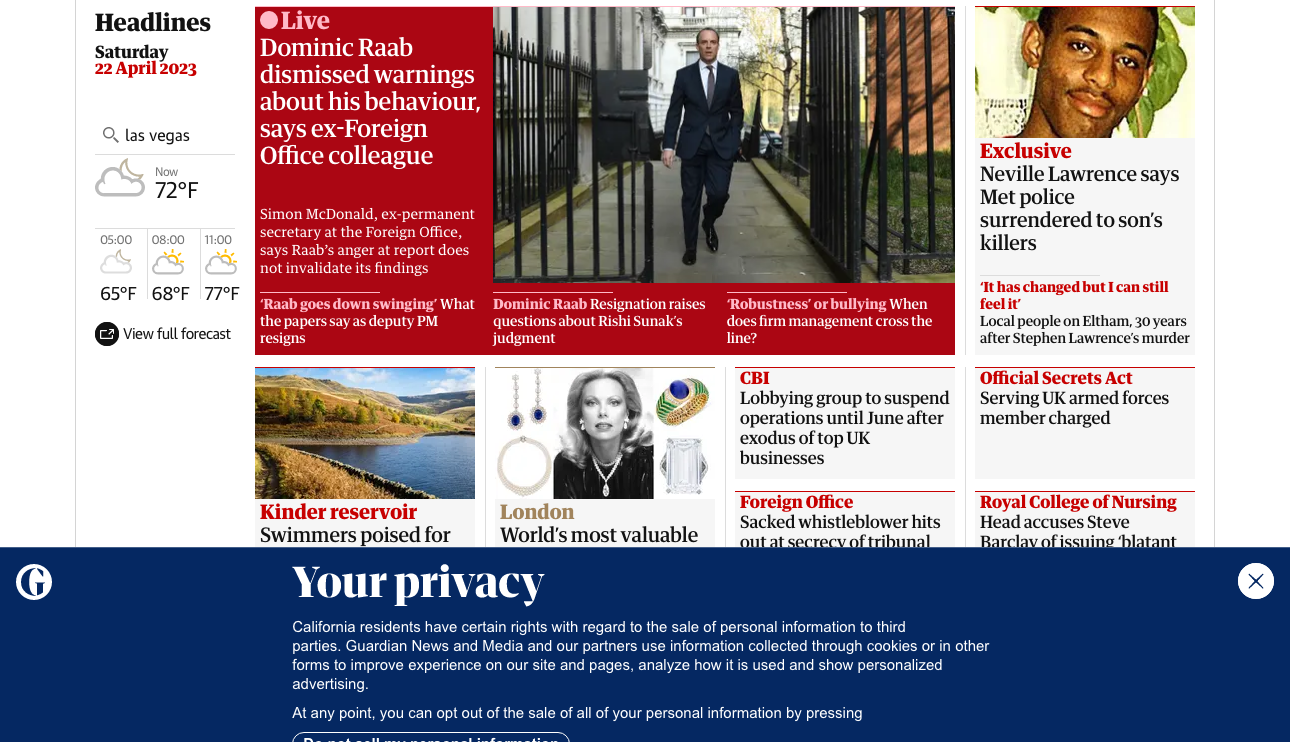 Headlines
Saturday
22 April 2023
las vegas
Now
72°F
05:00
08:00
11:00
65°F
68°F
77°F
View full forecast
Live
Dominic Raab
dismissed warnings
about his behaviour,
says ex-Foreign
Office colleague
Simon McDonald, ex-permanent
secretary at the Foreign Office,
says Raab’s anger at report does
not invalidate its findings
‘Raab goes down swinging’ What
the papers say as deputy PM
resigns
Dominic Raab Resignation raises
questions about Rishi Sunak’s
judgment
‘Robustness’ or bullying When
does firm management cross the
line?
Exclusive
Neville Lawrence says
Met police
surrendered to son’s
killers
‘It has changed but I can still
feel it’
Local people on Eltham, 30 years
after Stephen Lawrence’s murder
Kinder reservoir
Swimmers poised for
London
World’s most valuable
CBI
Lobbying group to suspend
operations until June after
exodus of top UK
businesses
Official Secrets Act
Serving UK armed forces
member charged
Foreign Office
Sacked whistleblower hits
out at secrecy of tribunal
Royal College of Nursing
Head accuses Steve
Barclay of issuing ‘blatant
G
Your privacy
California residents have certain rights with regard to the sale of personal information to third
parties. Guardian News and Media and our partners use information collected through cookies or in other
forms to improve experience on our site and pages, analyze how it is used and show personalized
advertising.
At any point, you can opt out of the sale of all of your personal information by pressing
Do not sell my personal information